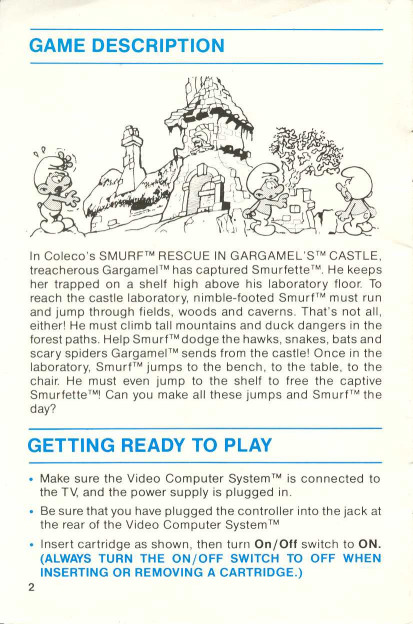 GAME DESCRIPTION
In Coleco's SMURF™ RESCUE IN GARGAMEL'S™ CASTLE,
treacherous Gargamel™ has captured Smurfette™. He keeps
her trapped on a shelf high above his laboratory floor. To
reach the castle laboratory, nimble-footed Smurf™ must run
and jump through fields, woods and caverns. That's not all,
either! He must climb tall mountains and duck dangers in the
forest paths. Help Smurf™ dodge the hawks, snakes, bats and
scary spiders Gargamel™ sends from the castle! Once in the
laboratory, Smurf™ jumps to the bench, to the table, to the
chair. He must even jump to the shelf to free the captive
Smurfette™! Can you make all these jumps and Smurf™ the
day?
GETTING READY TO PLAY
• Make sure the Video Computer System™ is connected to
the TV, and the power supply is plugged in.
• Be sure that you have plugged the controller into the jack at
the rear of the Video Computer System™
• Insert cartridge as shown, then turn On/Off switch to ON.
(ALWAYS TURN THE ON/OFF SWITCH TO OFF WHEN
INSERTING OR REMOVING A CARTRIDGE.)
2